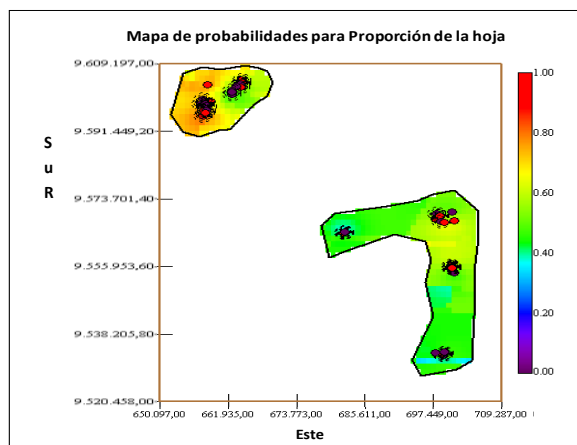 Mapa de probabilidades para Proporción de la hoja
9.609.197,00
9.591.449,20
9.573.701,40
9.555.953,60
9.538.205,80
9.520.458,00
S
u
R
650.097,00 661.935,00 673.773,00 685.611,00 697.449,00 709.287,00
Este
1.00
0.80
0.60
0.40
0.20
0.00